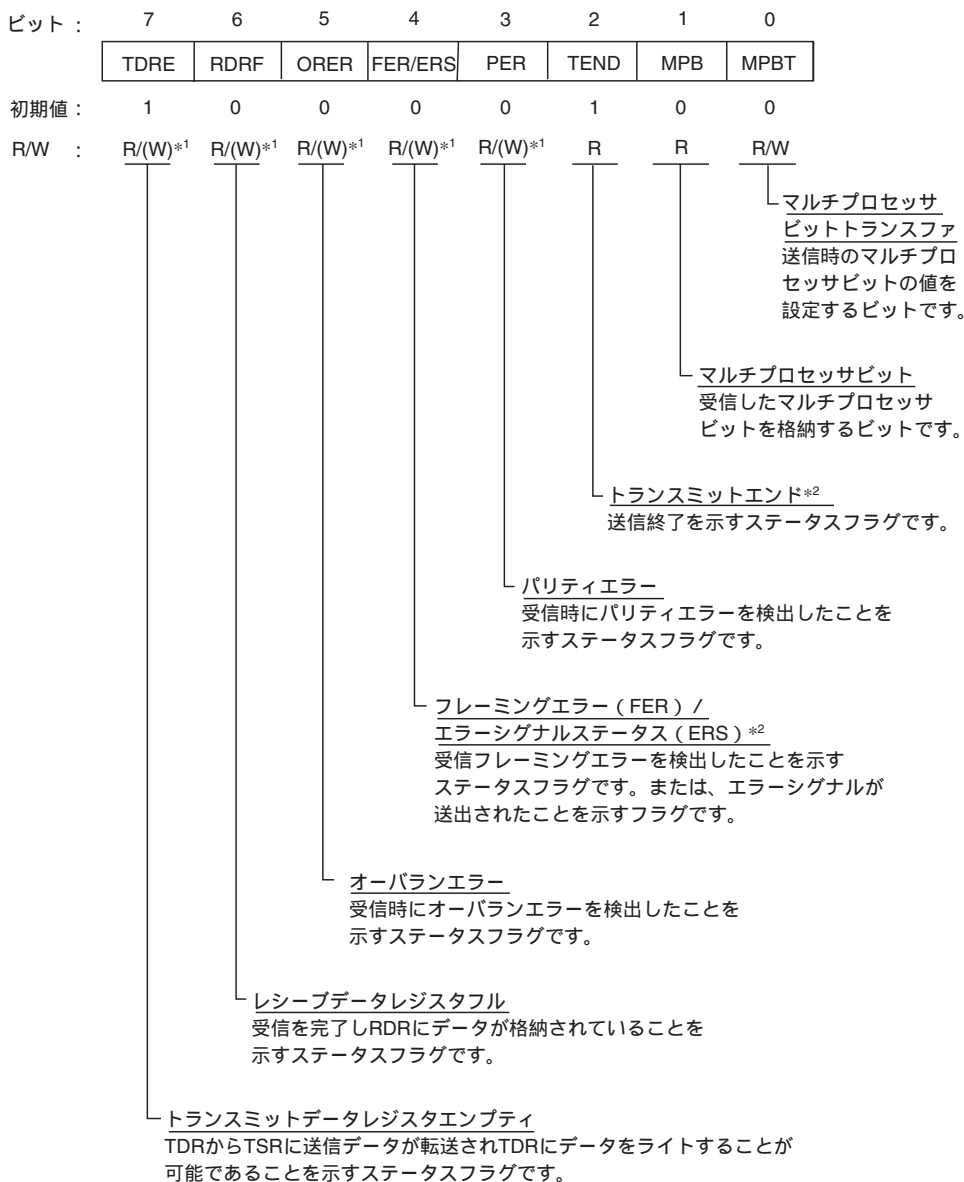 ビット : 7 6 5 4 3 2 1 0
TDRE RDRF ORER FER/ERS PER TEND MPB MPBT
初期値 : 1 0 0 0 0 1 0 0
R/W : R/(W)*1 R/(W)*1 R/(W)*1 R/(W)*1 R/(W)*1 R R R/W
マルチプロセッサ
ビットトランスファ
送信時のマルチプロ
セッサビットの値を
設定するビットです。
マルチプロセッサビット
受信したマルチプロセッサ
ビットを格納するビットです。
トランスミットエンド*2
送信終了を示すステータスフラグです。
パリティエラー
受信時にパリティエラーを検出したことを
示すステータスフラグです。
フレーミングエラー(FER)/
エラーシグナルステータス(ERS)*2
受信フレーミングエラーを検出したことを示す
ステータスフラグです。または、エラーシグナルが
送出されたことを示すフラグです。
オーバランエラー
受信時にオーバランエラーを検出したことを
示すステータスフラグです。
レシーブデータレジスタフル
受信を完了しRDRにデータが格納されていることを
示すステータスフラグです。
トランスミットデータレジスタエンプティ
TDRからTSRに送信データが転送されTDRにデータをライトすることが
可能であることを示すステータスフラグです。